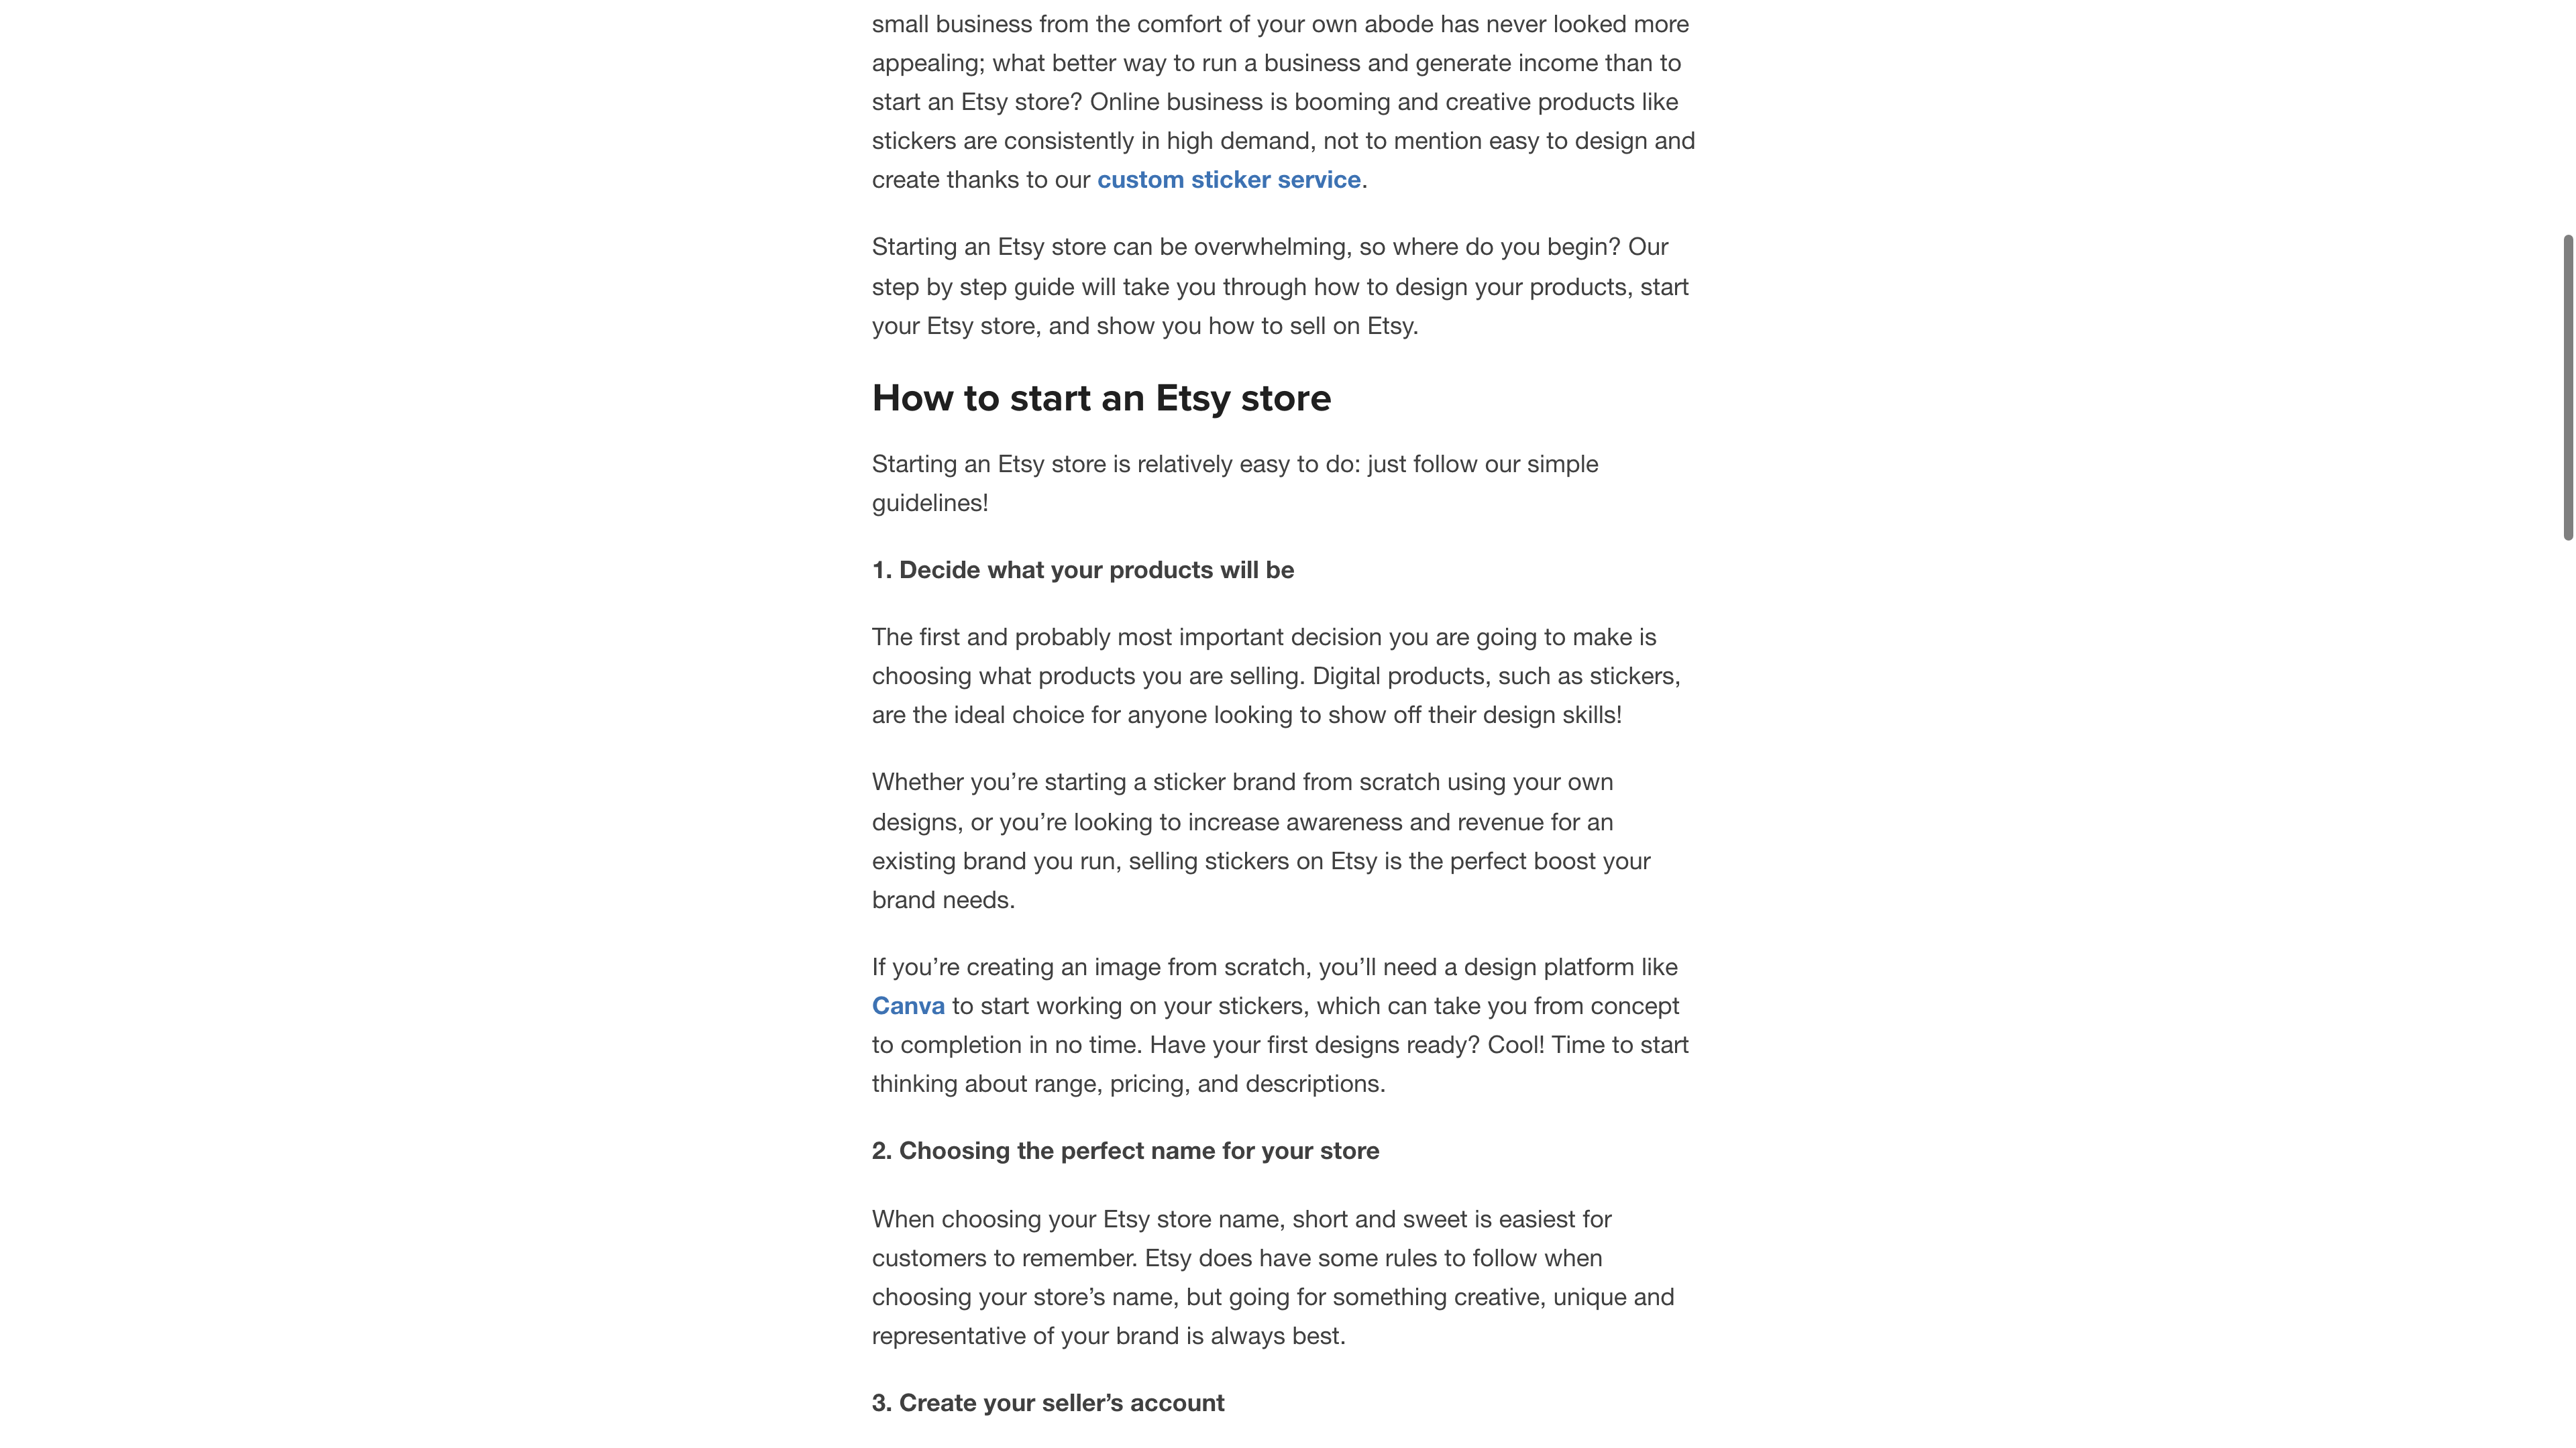 small business from the comfort of your own abode has never looked more
appealing; what better way to run a business and generate income than to
start an Etsy store? Online business is booming and creative products like
stickers are consistently in high demand, not to mention easy to design and
create thanks to our custom sticker service.
Starting an Etsy store can be overwhelming, so where do you begin? Our
step by step guide will take you through how to design your products, start
your Etsy store, and show you how to sell on Etsy.
How to start an Etsy store
Starting an Etsy store is relatively easy to do: just follow our simple
guidelines!
1. Decide what your products will be
The first and probably most important decision you are going to make is
choosing what products you are selling. Digital products, such as stickers,
are the ideal choice for anyone looking to show off their design skills!
Whether you’re starting a sticker brand from scratch using your own
designs, or you’re looking to increase awareness and revenue for an
existing brand you run, selling stickers on Etsy is the perfect boost your
brand needs.
If you’re creating an image from scratch, you’ll need a design platform like
Canva to start working on your stickers, which can take you from concept
to completion in no time. Have your first designs ready? Cool! Time to start
thinking about range, pricing, and descriptions.
2. Choosing the perfect name for your store
When choosing your Etsy store name, short and sweet is easiest for
customers to remember. Etsy does have some rules to follow when
choosing your store’s name, but going for something creative, unique and
representative of your brand is always best.
3. Create your seller’s account